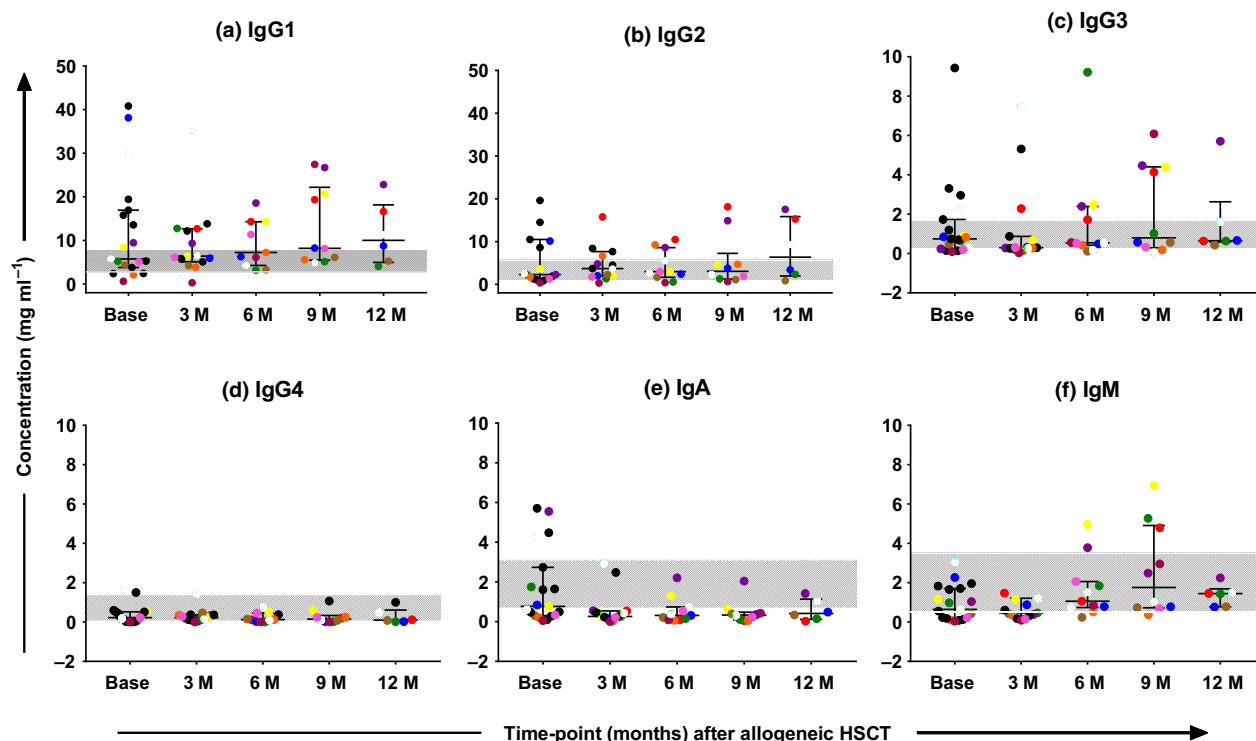 Concentration (mg ml⁻¹)
(a) IgG1
50
40
30
20
10
0
Base 3 M 6 M 9 M 12 M
(b) IgG2
50
40
30
20
10
0
Base 3 M 6 M 9 M 12 M
(c) IgG3
10
8
6
4
2
0
−2
Base 3 M 6 M 9 M 12 M
(d) IgG4
10
8
6
4
2
0
−2
Base 3 M 6 M 9 M 12 M
(e) IgA
10
8
6
4
2
0
−2
Base 3 M 6 M 9 M 12 M
(f) IgM
10
8
6
4
2
0
−2
Base 3 M 6 M 9 M 12 M
Time-point (months) after allogeneic HSCT